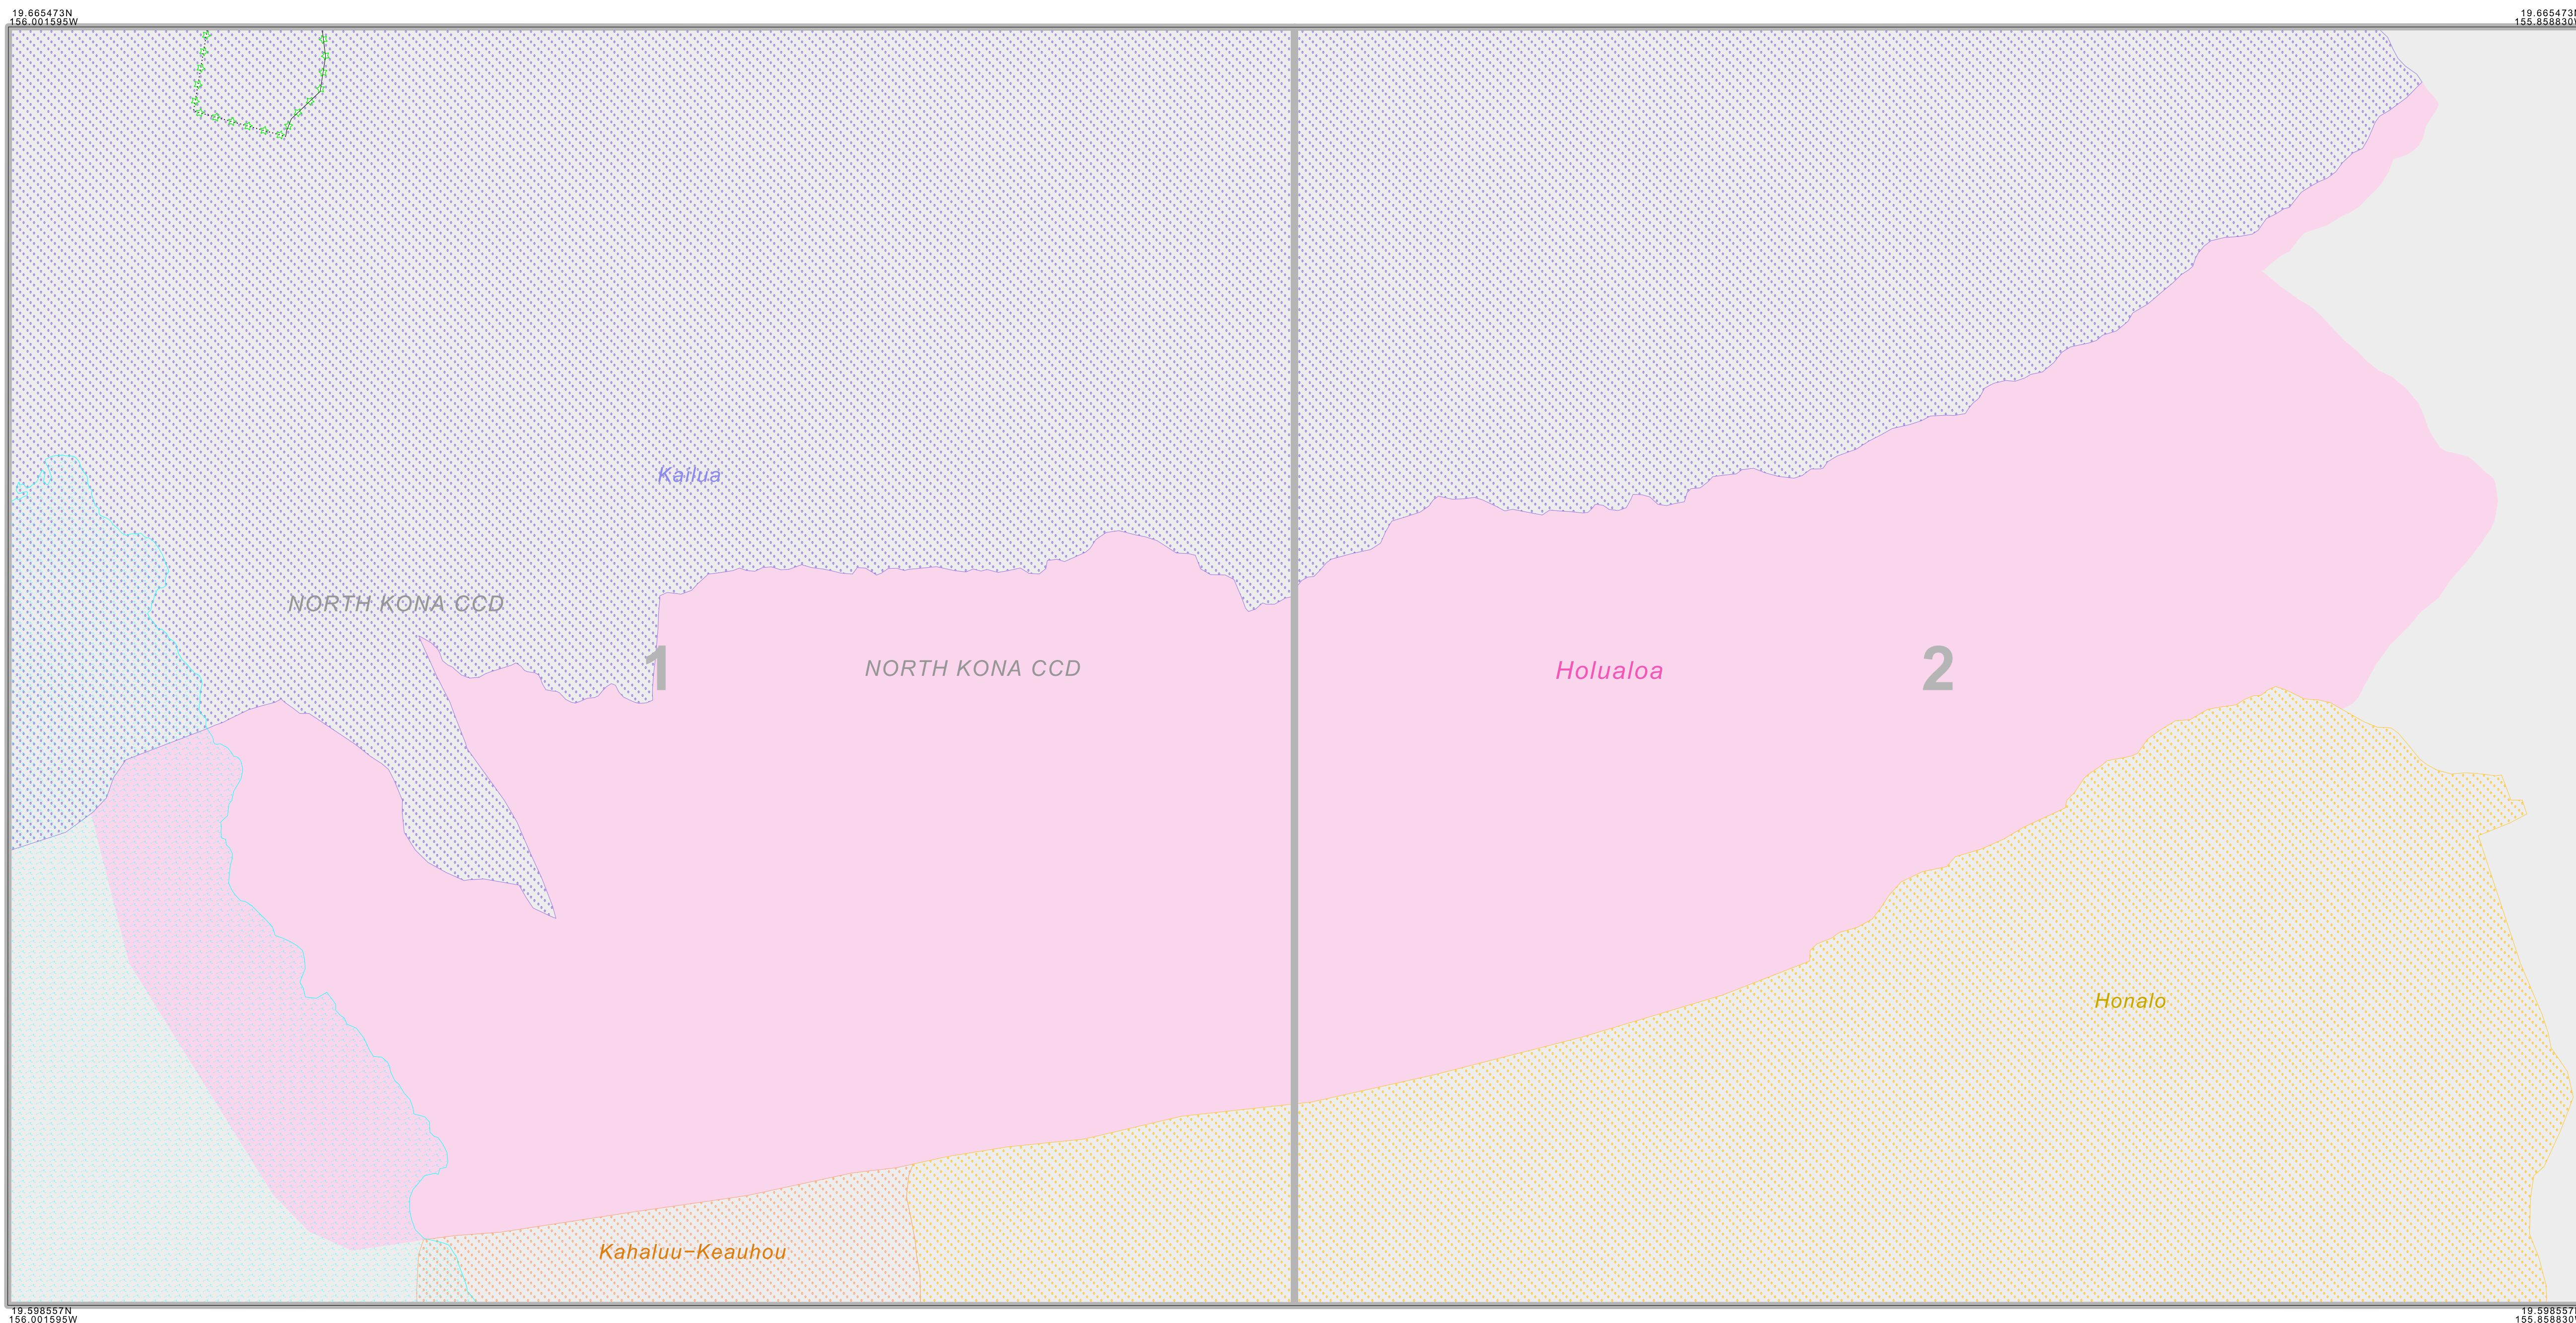 19.665473N
156.001595W
19.665473N
155.858830W
Kailua
NORTH KONA CCD
1
NORTH KONA CCD
Holualoa
2
Honalo
Kahaluu-Keauhou
19.598557N
156.001595W
19.598557N
155.858830W